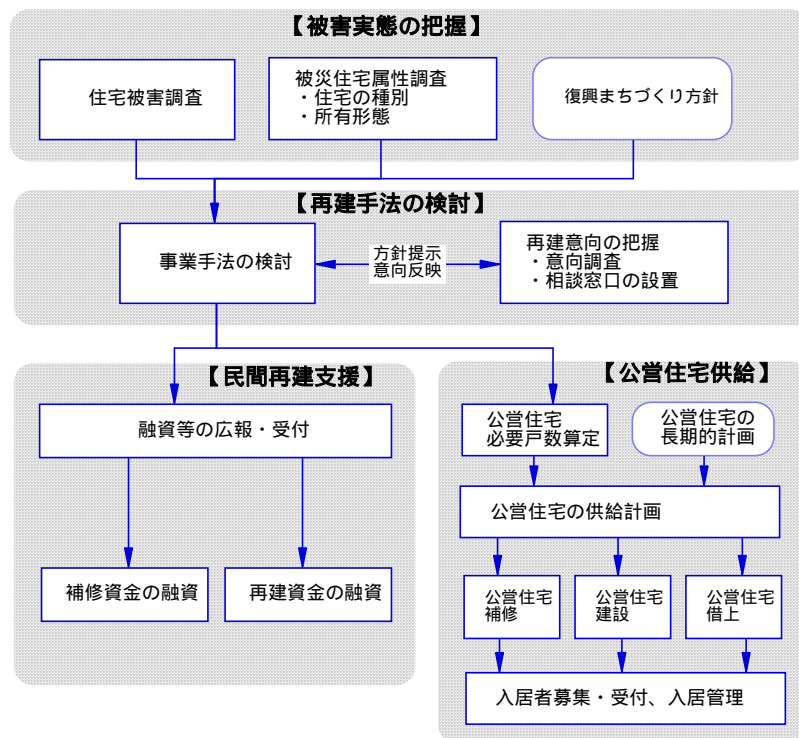 【被害実態の把握】
住宅被害調査
被災住宅属性調査
・住宅の種別
・所有形態
復興まちづくり方針
【再建手法の検討】
事業手法の検討
方針提示
意向反映
再建意向の把握
・意向調査
・相談窓口の設置
【民間再建支援】
融資等の広報・受付
補修資金の融資
再建資金の融資
【公営住宅供給】
公営住宅
必要戸数算定
公営住宅の
長期的計画
公営住宅の供給計画
公営住宅
補修
公営住宅
建設
公営住宅
借上
入居者募集・受付、入居管理